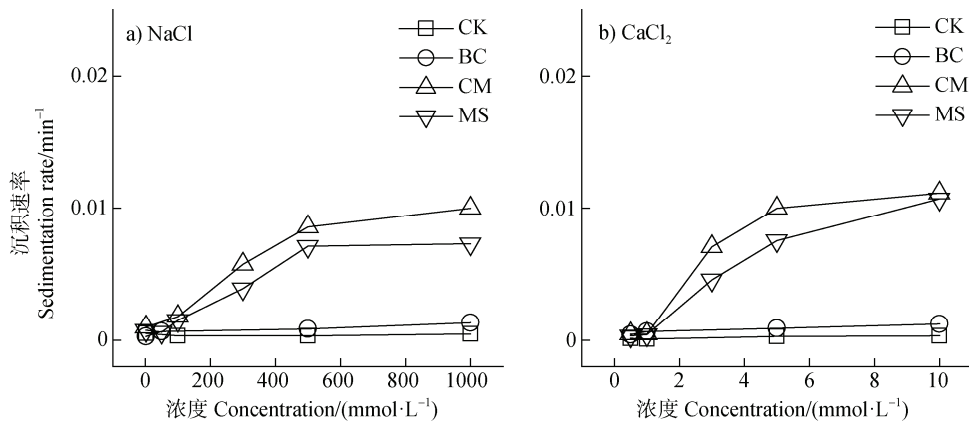 a) NaCl
CK
BC
CM
MS
0.02
0.01
0
0 200 400 600 800 1000
浓度 Concentration/(mmol·L⁻¹)
沉积速率
Sedimentation rate/min⁻¹
b) CaCl₂
CK
BC
CM
MS
0.02
0.01
0
0 2 4 6 8 10
浓度 Concentration/(mmol·L⁻¹)